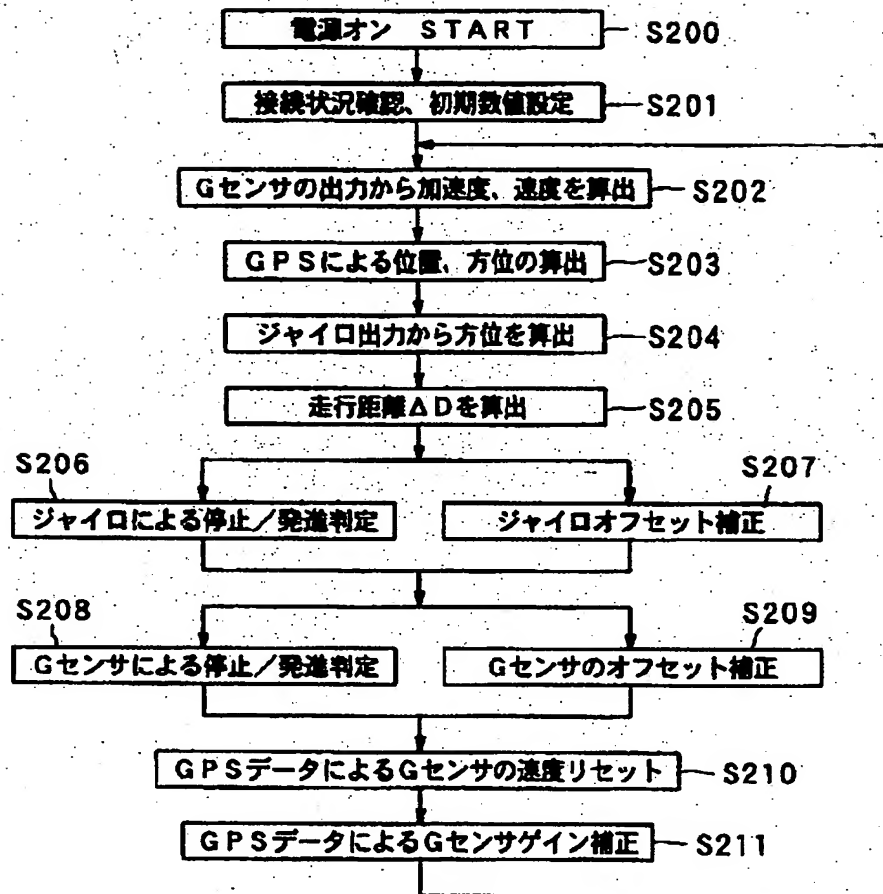 電源オン START S200
接続状況確認、初期数値設定 S201
Gセンサの出力から加速度、速度を算出 S202
GPSによる位置、方位の算出 S203
ジャイロ出力から方位を算出 S204
走行距離ΔDを算出 S205
S206 S207
ジャイロによる停止/発進判定 ジャイロオフセット補正
S208 S209
Gセンサによる停止/発進判定 Gセンサのオフセット補正
GPSデータによるGセンサの速度リセット S210
GPSデータによるGセンサゲイン補正 S211